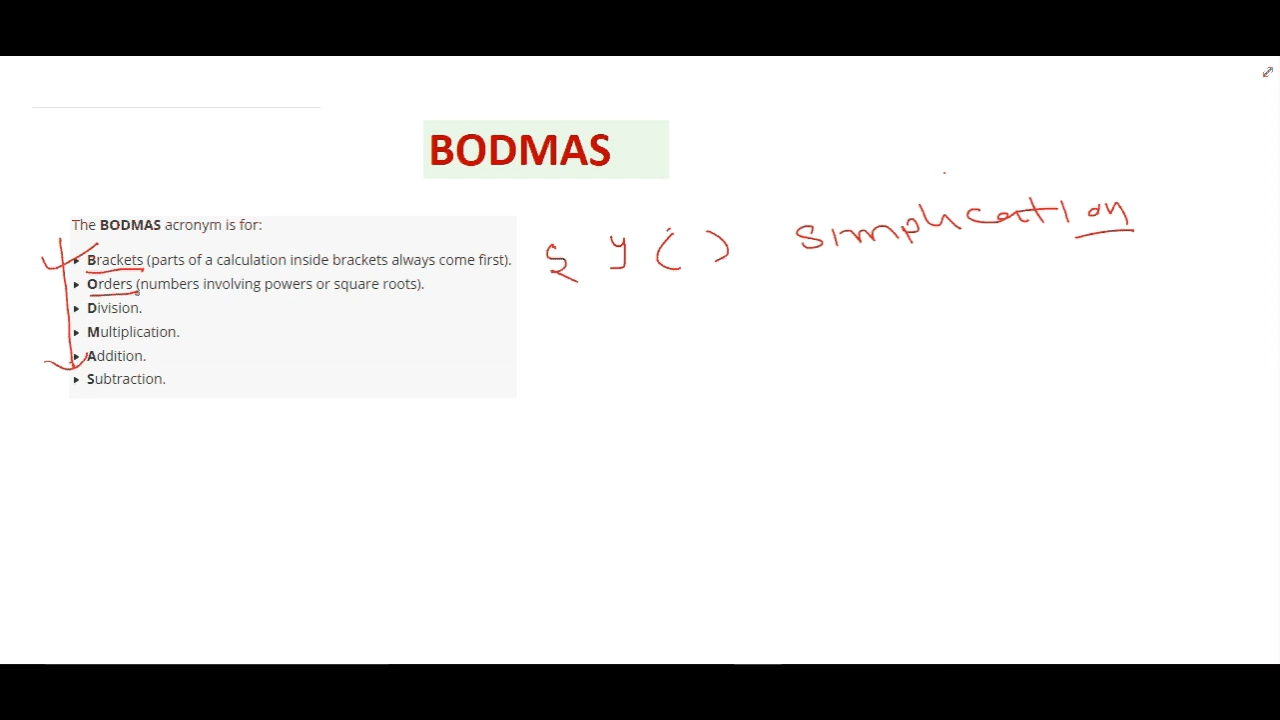 BODMAS
The BODMAS acronym is for:
Brackets (parts of a calculation inside brackets always come first).
Orders (numbers involving powers or square roots).
Division.
Multiplication.
Addition.
Subtraction.
{ } ( ) simplication